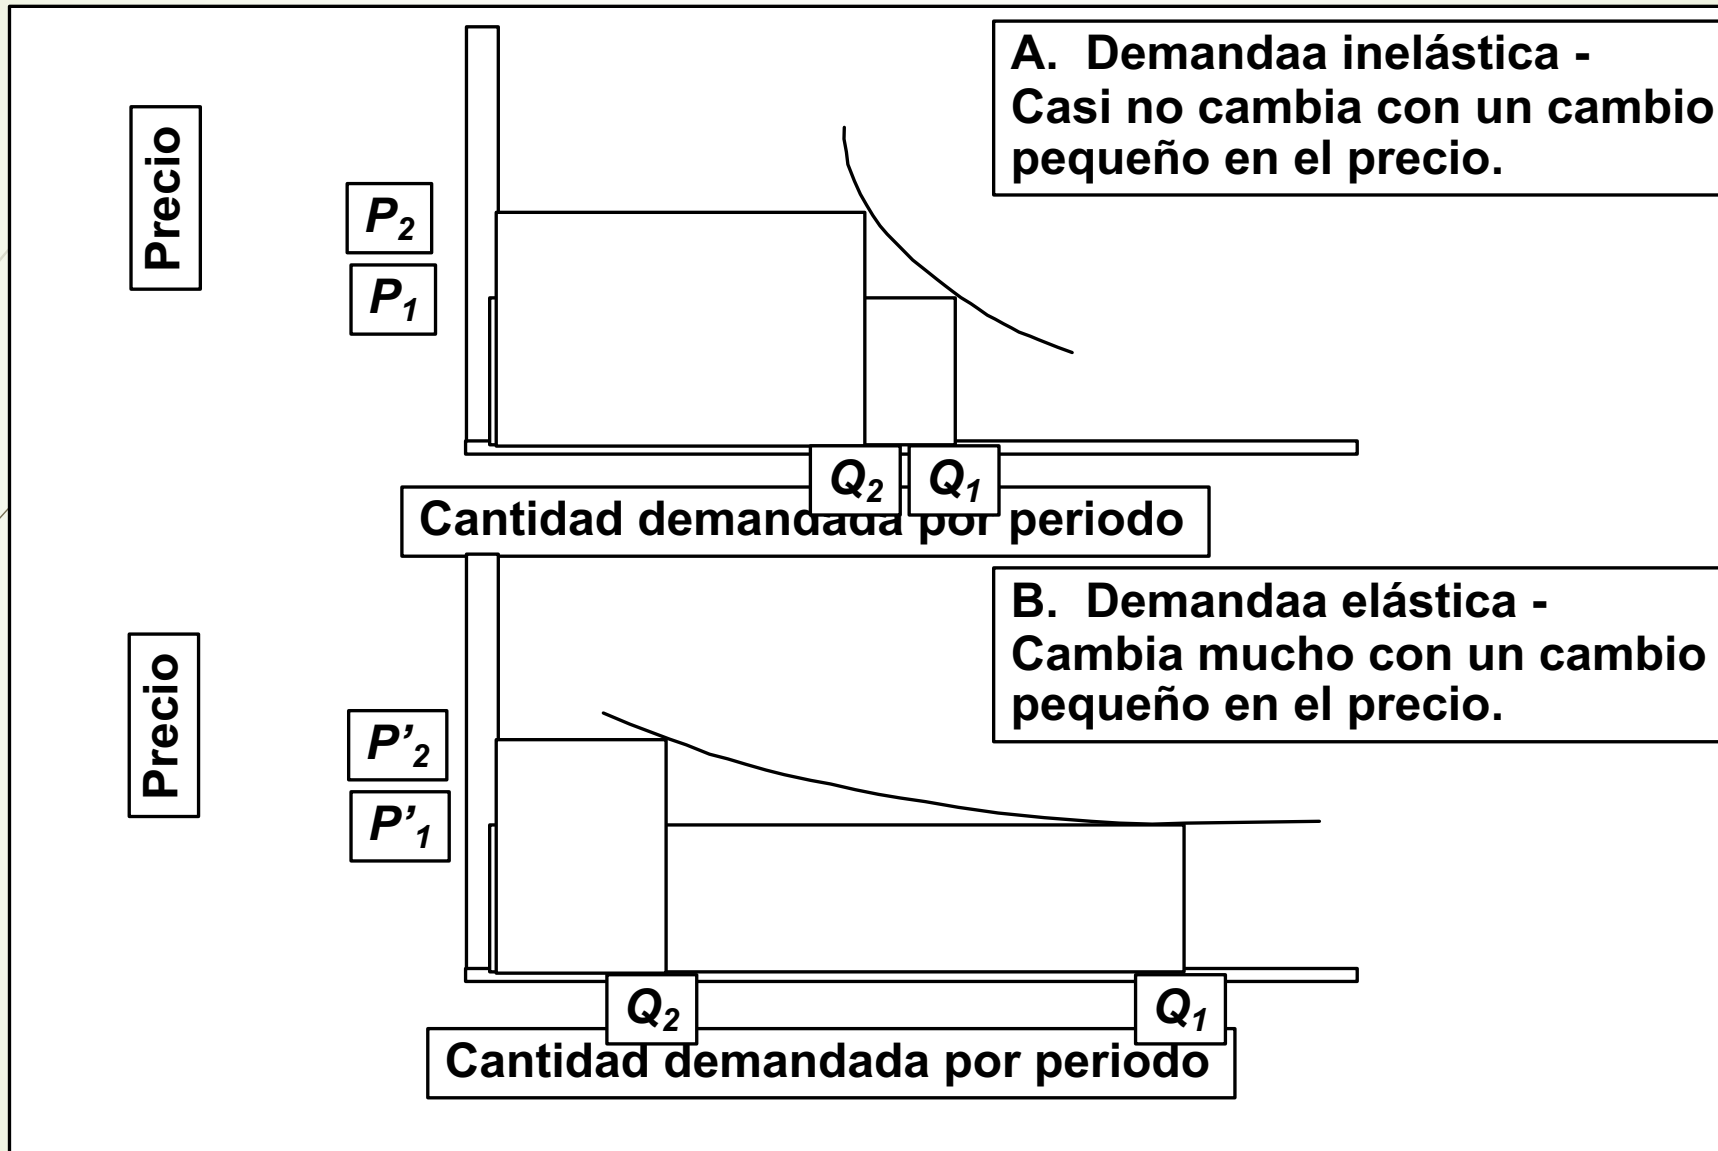 A. Demandaa inelástica -
Casi no cambia con un cambio
pequeño en el precio.
Precio
P2
P1
Q2 Q1
Cantidad demandada por periodo
B. Demandaa elástica -
Cambia mucho con un cambio
pequeño en el precio.
Precio
P’2
P’1
Q2 Q1
Cantidad demandada por periodo